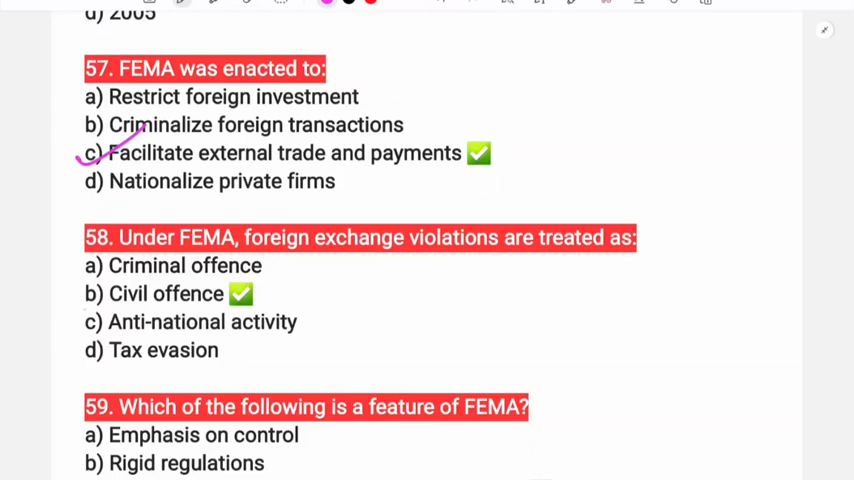 d) 2005
57. FEMA was enacted to:
a) Restrict foreign investment
b) Criminalize foreign transactions
c) Facilitate external trade and payments ✅
d) Nationalize private firms
58. Under FEMA, foreign exchange violations are treated as:
a) Criminal offence
b) Civil offence ✅
c) Anti-national activity
d) Tax evasion
59. Which of the following is a feature of FEMA?
a) Emphasis on control
b) Rigid regulations